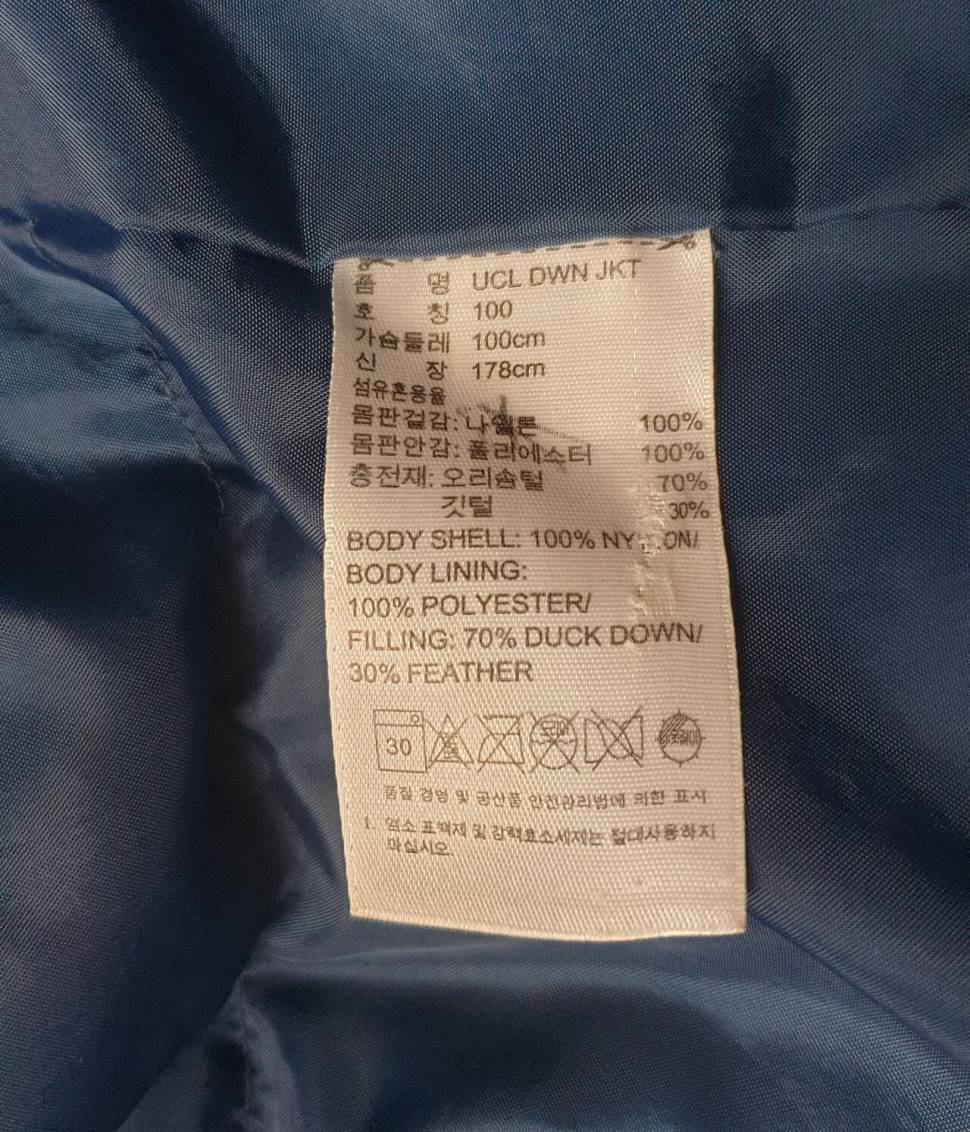 품 명 UCL DWN JKT
호 칭 100
가슴둘레 100cm
신 장 178cm
섬유혼용율
몸판겉감: 나일론 100%
몸판안감: 폴리에스터 100%
충전재: 오리솜털 70%
깃털 30%
BODY SHELL: 100% NYLON/
BODY LINING:
100% POLYESTER/
FILLING: 70% DUCK DOWN/
30% FEATHER
30
품질 경영 및 공산품 안전관리법에 의한 표시
1. 염소 표백제 및 강력효소세제는 절대사용하지
마십시오.